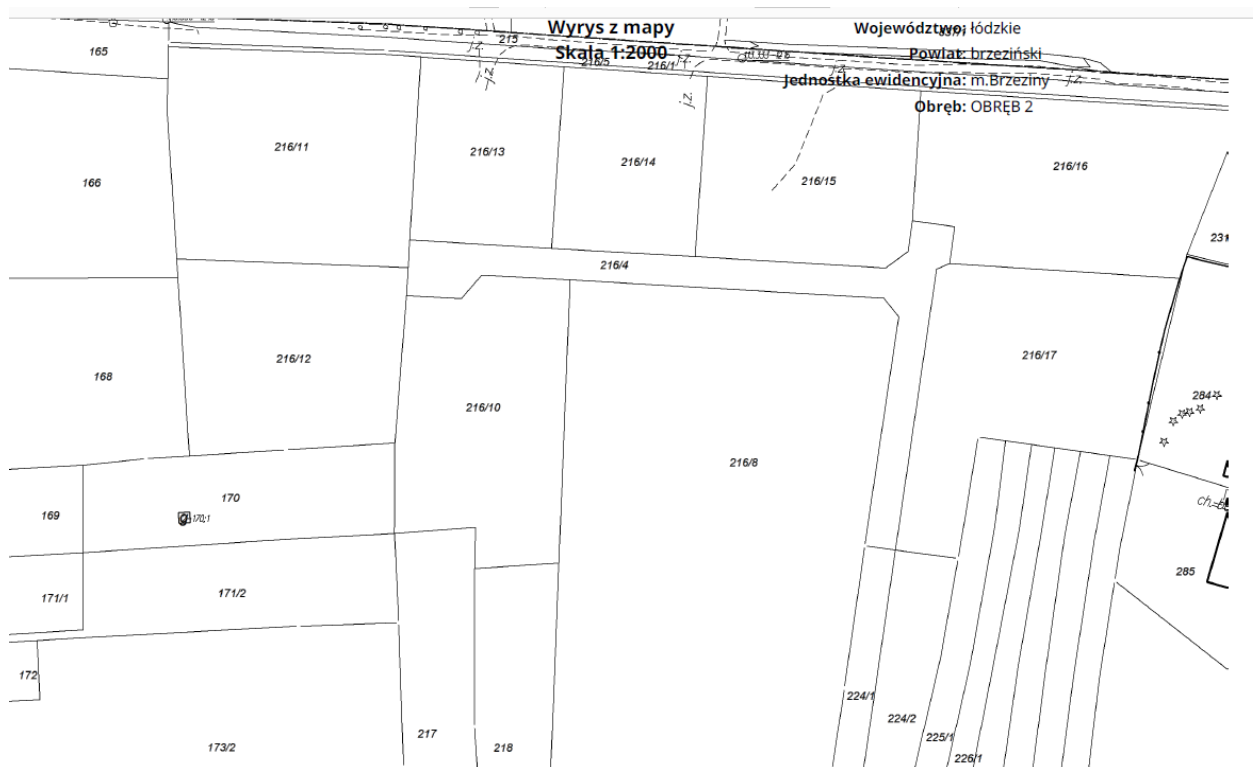 Wyrys z mapy
Skala 1:2000
Województwo: łódzkie
Powiat: brzeziński
Jednostka ewidencyjna: m.Brzeziny
Obręb: OBRĘB 2
165
215
j.z.
216/5
216/1
j.z.
j.z.
j.z.
j.z.
j.z.
216/11
216/13
216/14
216/15
216/16
166
231
216/4
216/12
216/17
168
284
216/10
216/8
170
170;1
169
ch.
285
171/1
171/2
172
224/1
224/2
217
225/1
173/2
218
226/1